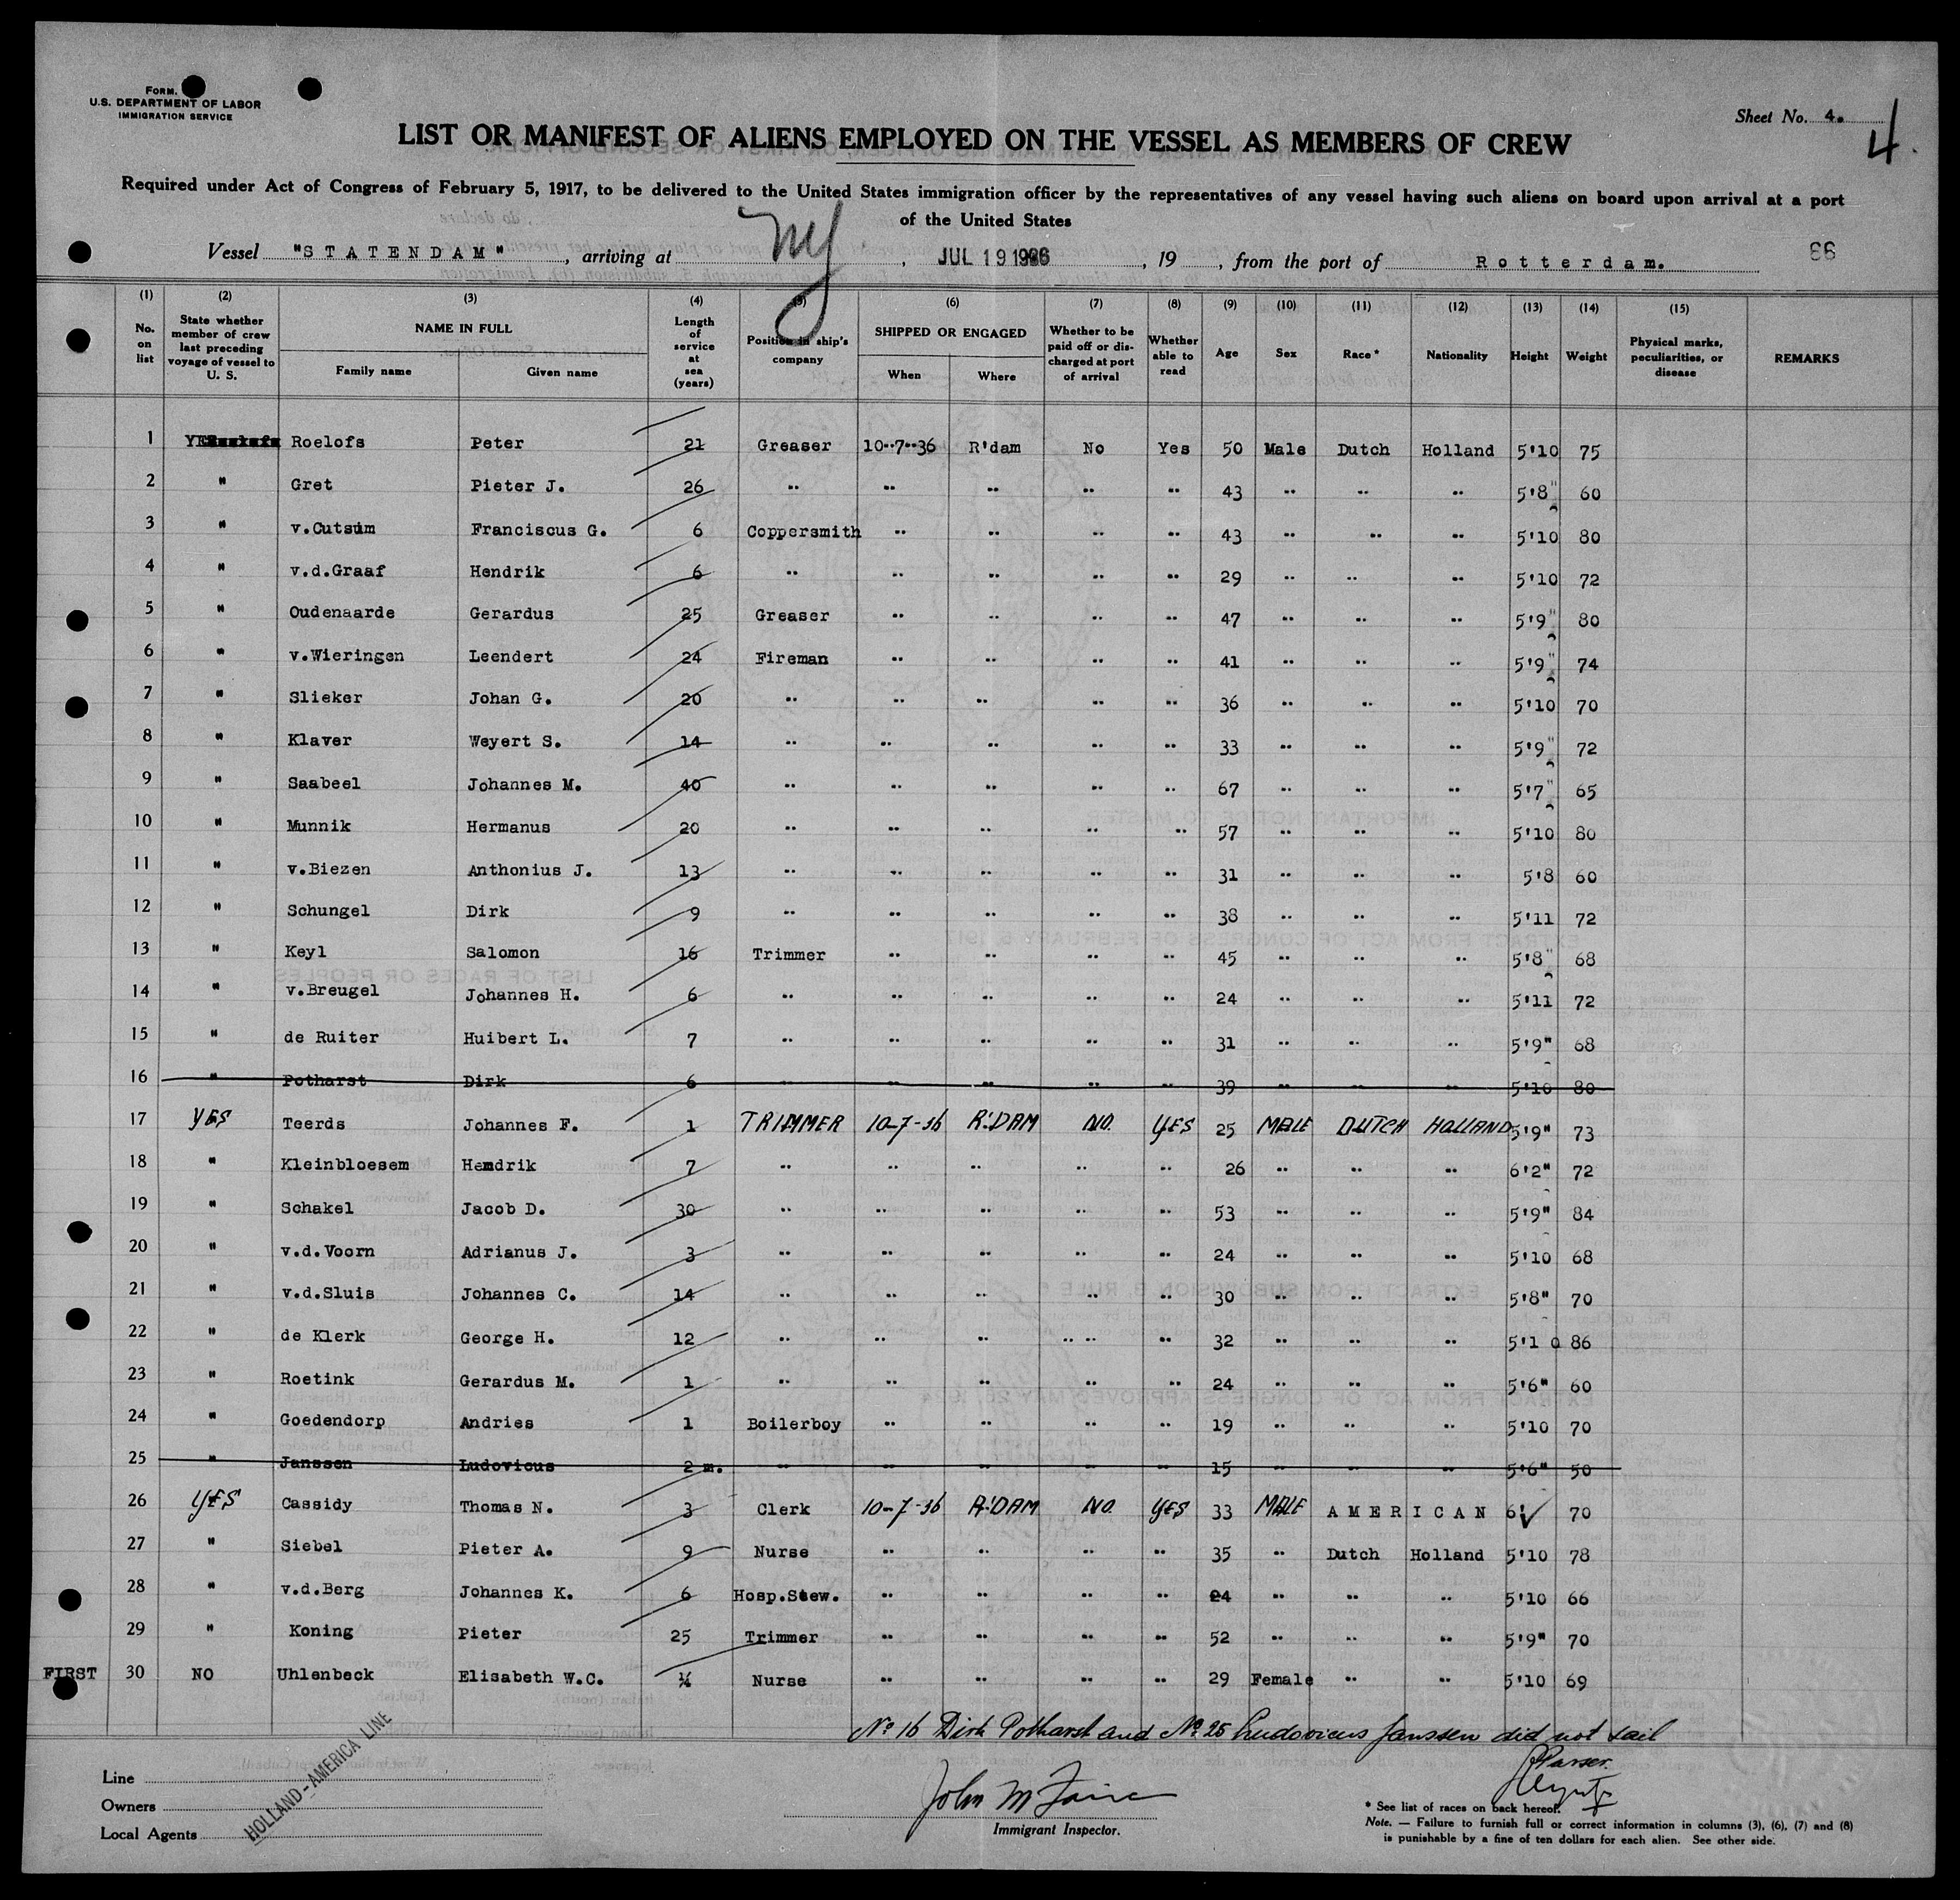 FORM.
U.S. DEPARTMENT OF LABOR
IMMIGRATION SERVICE
Sheet No. 4.
4.
LIST OR MANIFEST OF ALIENS EMPLOYED ON THE VESSEL AS MEMBERS OF CREW
Required under Act of Congress of February 5, 1917, to be delivered to the United States immigration officer by the representatives of any vessel having such aliens on board upon arrival at a port
of the United States
Vessel "STATENDAM", arriving at NY, JUL 19 1936, 19, from the port of Rotterdam.
(1) (2) (3) (4) (5) (6) (7) (8) (9) (10) (11) (12) (13) (14) (15)
No. on list State whether member of crew last preceding voyage of vessel to U. S. NAME IN FULL Family name Given name Length of service at sea (years) Position in ship's company SHIPPED OR ENGAGED When Where Whether to be paid off or discharged at port of arrival Whether able to read Age Sex Race* Nationality Height Weight Physical marks, peculiarities, or disease REMARKS
1 YES Roelofs Peter 21 Greaser 10--7--36 R'dam No Yes 50 Male Dutch Holland 5'10 75
2 " Gret Pieter J. 26 " " " " " 43 " " " 5'8" 60
3 " v.Cutsum Franciscus G. 6 Coppersmith " " " " 43 " " " 5'10 80
4 " v.d.Graaf Hendrik 6 " " " " " 29 " " " 5'10 72
5 " Oudenaarde Gerardus 25 Greaser " " " " 47 " " " 5'9" 80
6 " v.Wieringen Leendert 24 Fireman " " " " 41 " " " 5'9" 74
7 " Slieker Johan G. 20 " " " " " 36 " " " 5'10 70
8 " Klaver Weyert S. 14 " " " " " 33 " " " 5'9" 72
9 " Saabeel Johannes M. 40 " " " " " 67 " " " 5'7" 65
10 " Munnik Hermanus 20 " " " " " 57 " " " 5'10 80
11 " v.Biezen Anthonius J. 13 " " " " " 31 " " " 5'8 60
12 " Schungel Dirk 9 " " " " " 38 " " " 5'11 72
13 " Keyl Salomon 16 Trimmer " " " " 45 " " " 5'8" 68
14 " v.Breugel Johannes H. 6 " " " " " 24 " " " 5'11 72
15 " de Ruiter Huibert L. 7 " " " " " 31 " " " 5'9" 68
16 " Potharst Dirk 6 " " " " " 39 " " " 5'10 80
17 YES Teerds Johannes F. 1 TRIMMER 10-7-36 R'DAM NO. YES 25 MALE DUTCH HOLLAND 5'9" 73
18 " Kleinbloesem Hendrik 7 " " " " " 26 " " " 6'2" 72
19 " Schakel Jacob D. 30 " " " " " 53 " " " 5'9" 84
20 " v.d.Voorn Adrianus J. 3 " " " " " 24 " " " 5'10 68
21 " v.d.Sluis Johannes C. 14 " " " " " 30 " " " 5'8" 70
22 " de Klerk George H. 12 " " " " " 32 " " " 5'1 0 86
23 " Roetink Gerardus M. 1 " " " " " 24 " " " 5'6" 60
24 " Goedendorp Andries 1 Boilerboy " " " " 19 " " " 5'10 70
25 " Janssen Ludovicus 2 m. " " " " " 15 " " " 5'6" 50
26 YES Cassidy Thomas N. 3 Clerk 10-7-36 R'DAM NO. YES 33 MALE AMERICAN 6' 70
27 " Siebel Pieter A. 9 Nurse " " " " 35 " Dutch Holland 5'10 78
28 " v.d.Berg Johannes K. 6 Hosp.Stew. " " " " 24 " " " 5'10 66
29 " Koning Pieter 25 Trimmer " " " " 52 " " " 5'9" 70
FIRST 30 NO Uhlenbeck Elisabeth W.C. Nurse " " " " 29 Female " " 5'10 69
No 16 Dirk Potharst and No. 25 Ludovicus Janssen did not sail
Purser.
Line
Owners
Local Agents
HOLLAND-AMERICA LINE
Immigrant Inspector.
* See list of races on back hereof.
Note. — Failure to furnish full or correct information in columns (3), (6), (7) and (8)
is punishable by a fine of ten dollars for each alien. See other side.